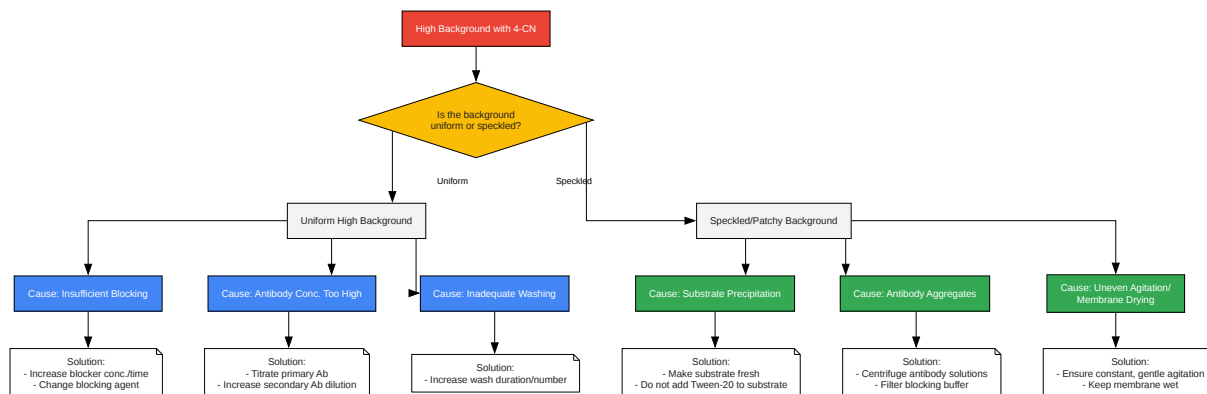 High Background with 4-CN
Is the background
uniform or speckled?
Uniform
Speckled
Uniform High Background
Speckled/Patchy Background
Cause: Insufficient Blocking
Cause: Antibody Conc. Too High
Cause: Inadequate Washing
Cause: Substrate Precipitation
Cause: Antibody Aggregates
Cause: Uneven Agitation/
Membrane Drying
Solution:
- Increase blocker conc./time
- Change blocking agent
Solution:
- Titrate primary Ab
- Increase secondary Ab dilution
Solution:
- Increase wash duration/number
Solution:
- Make substrate fresh
- Do not add Tween-20 to substrate
Solution:
- Centrifuge antibody solutions
- Filter blocking buffer
Solution:
- Ensure constant, gentle agitation
- Keep membrane wet